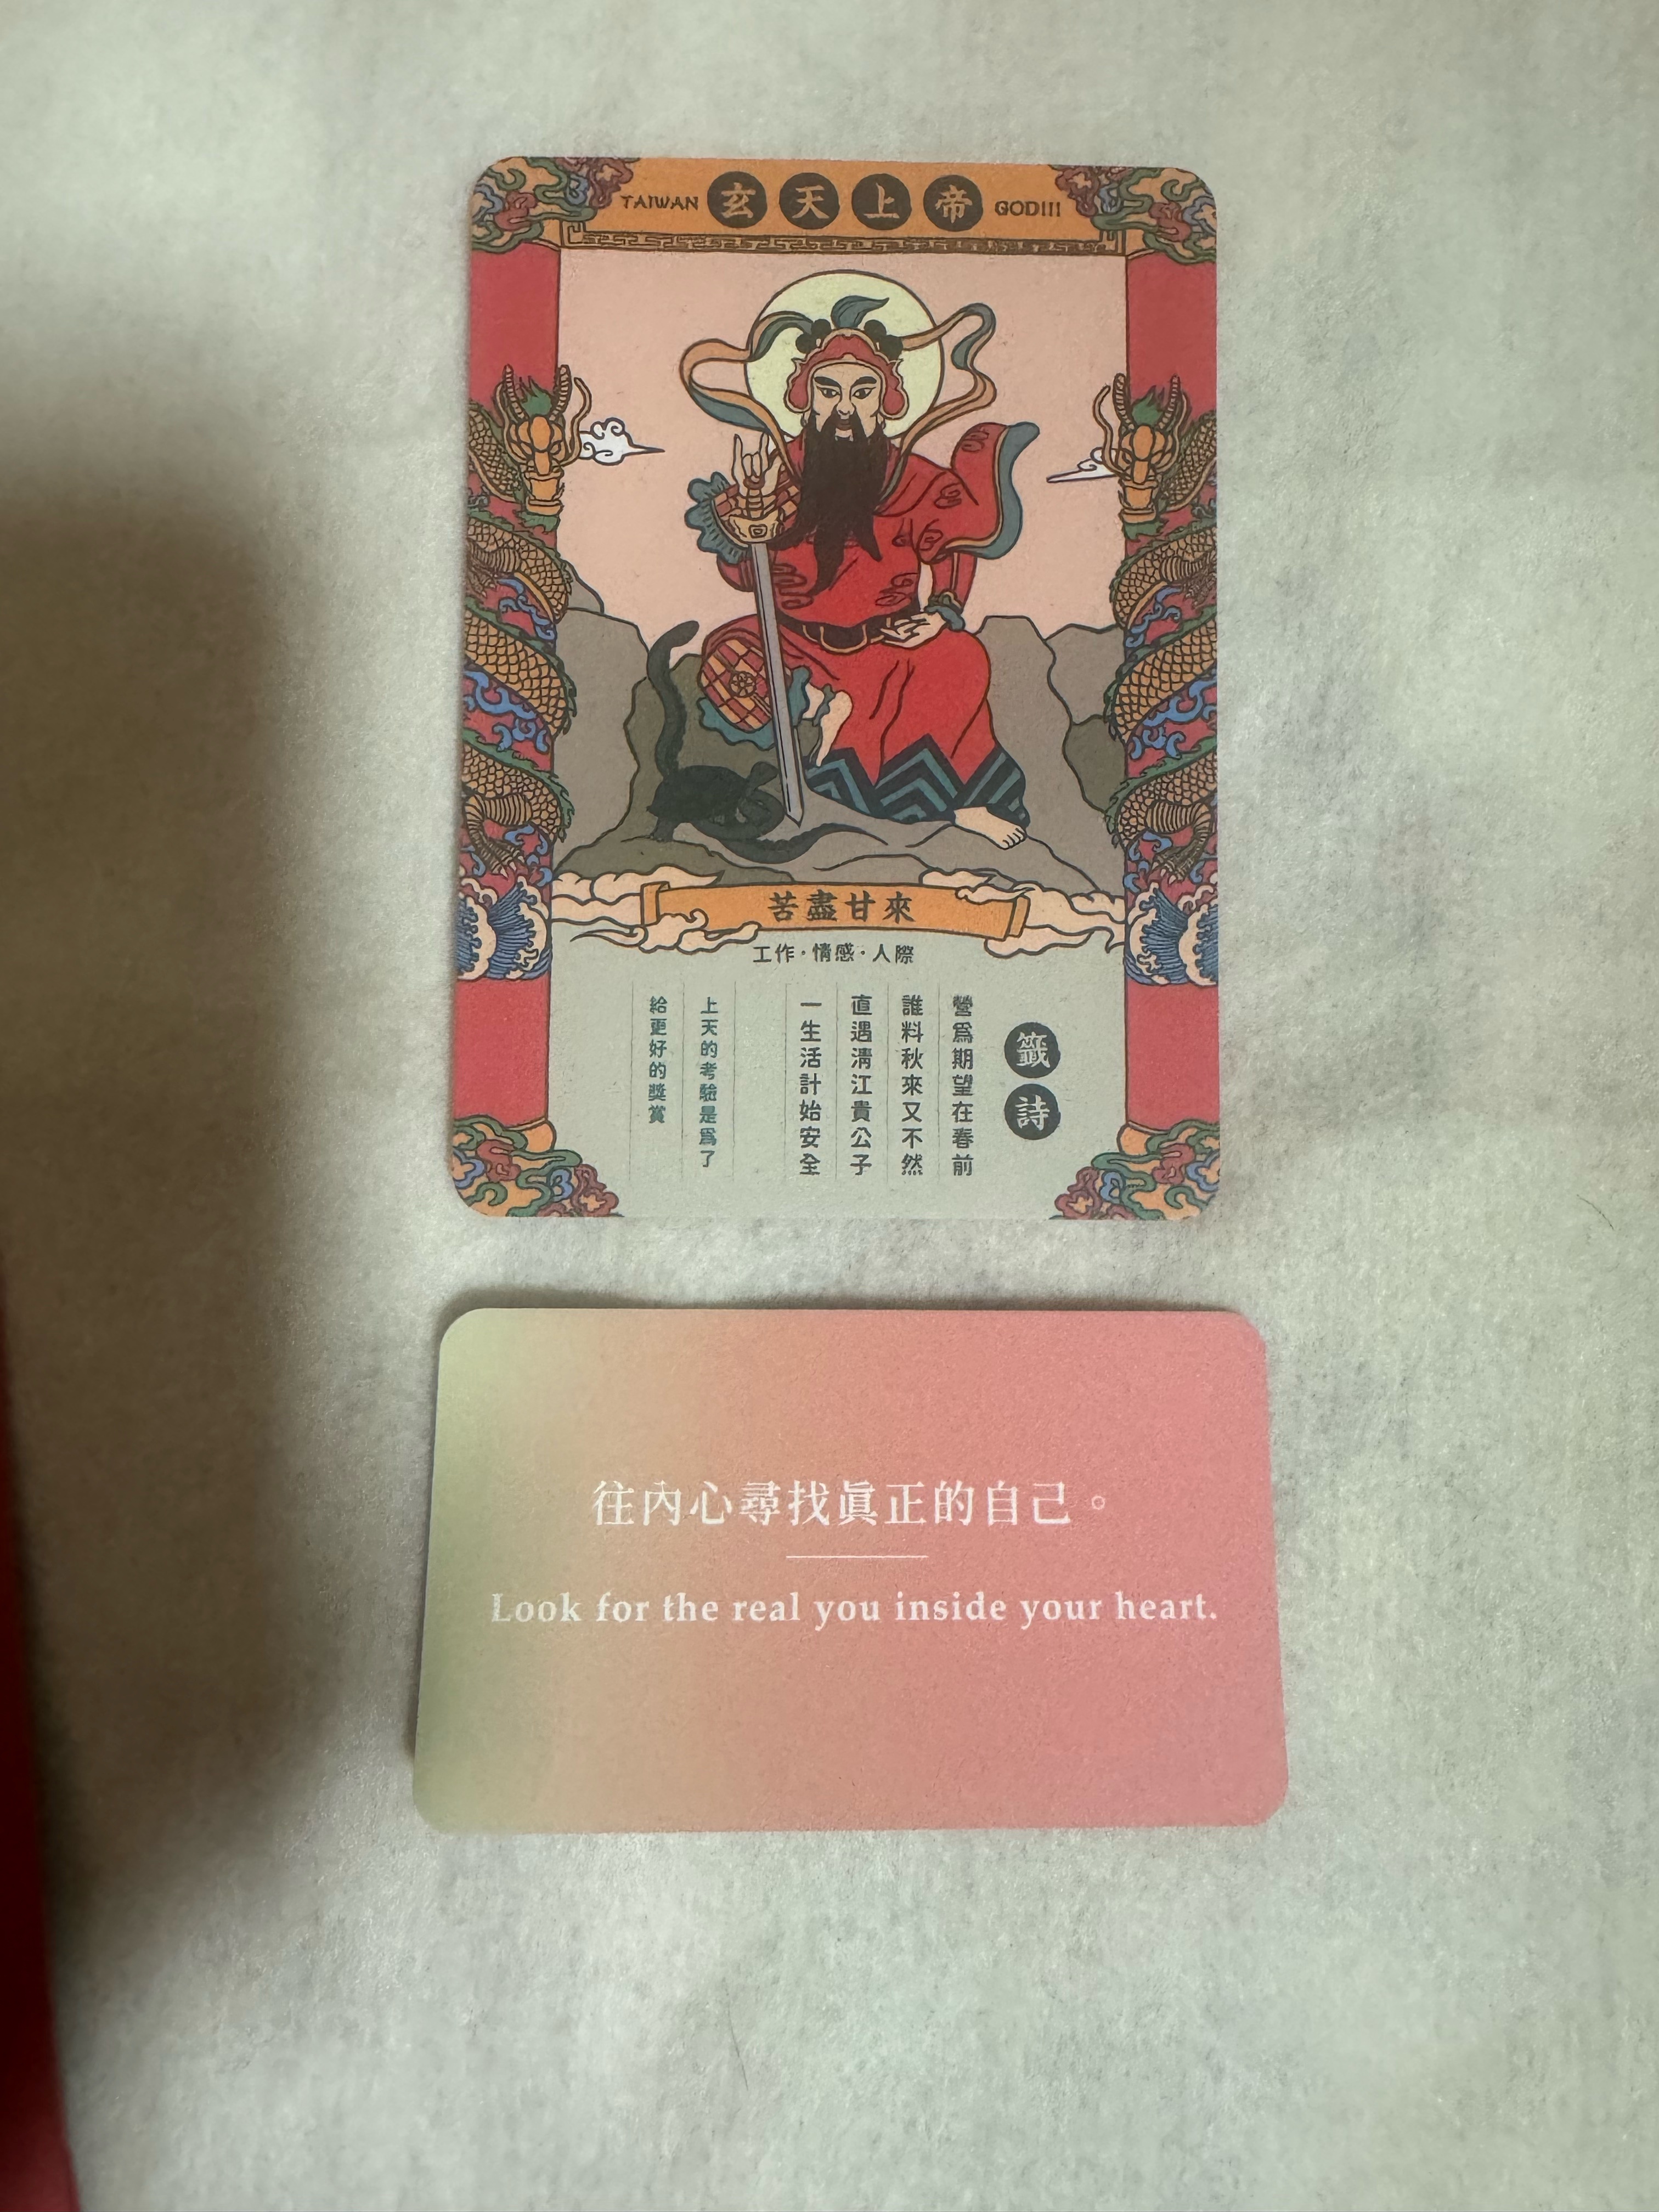 TAIWAN 玄天上帝 GOD!!!
苦盡甘來
工作·情感·人際
籤詩
營爲期望在春前
誰料秋來又不然
直遇清江貴公子
一生活計始安全
上天的考驗是爲了
給更好的獎賞
往內心尋找眞正的自己。
Look for the real you inside your heart.